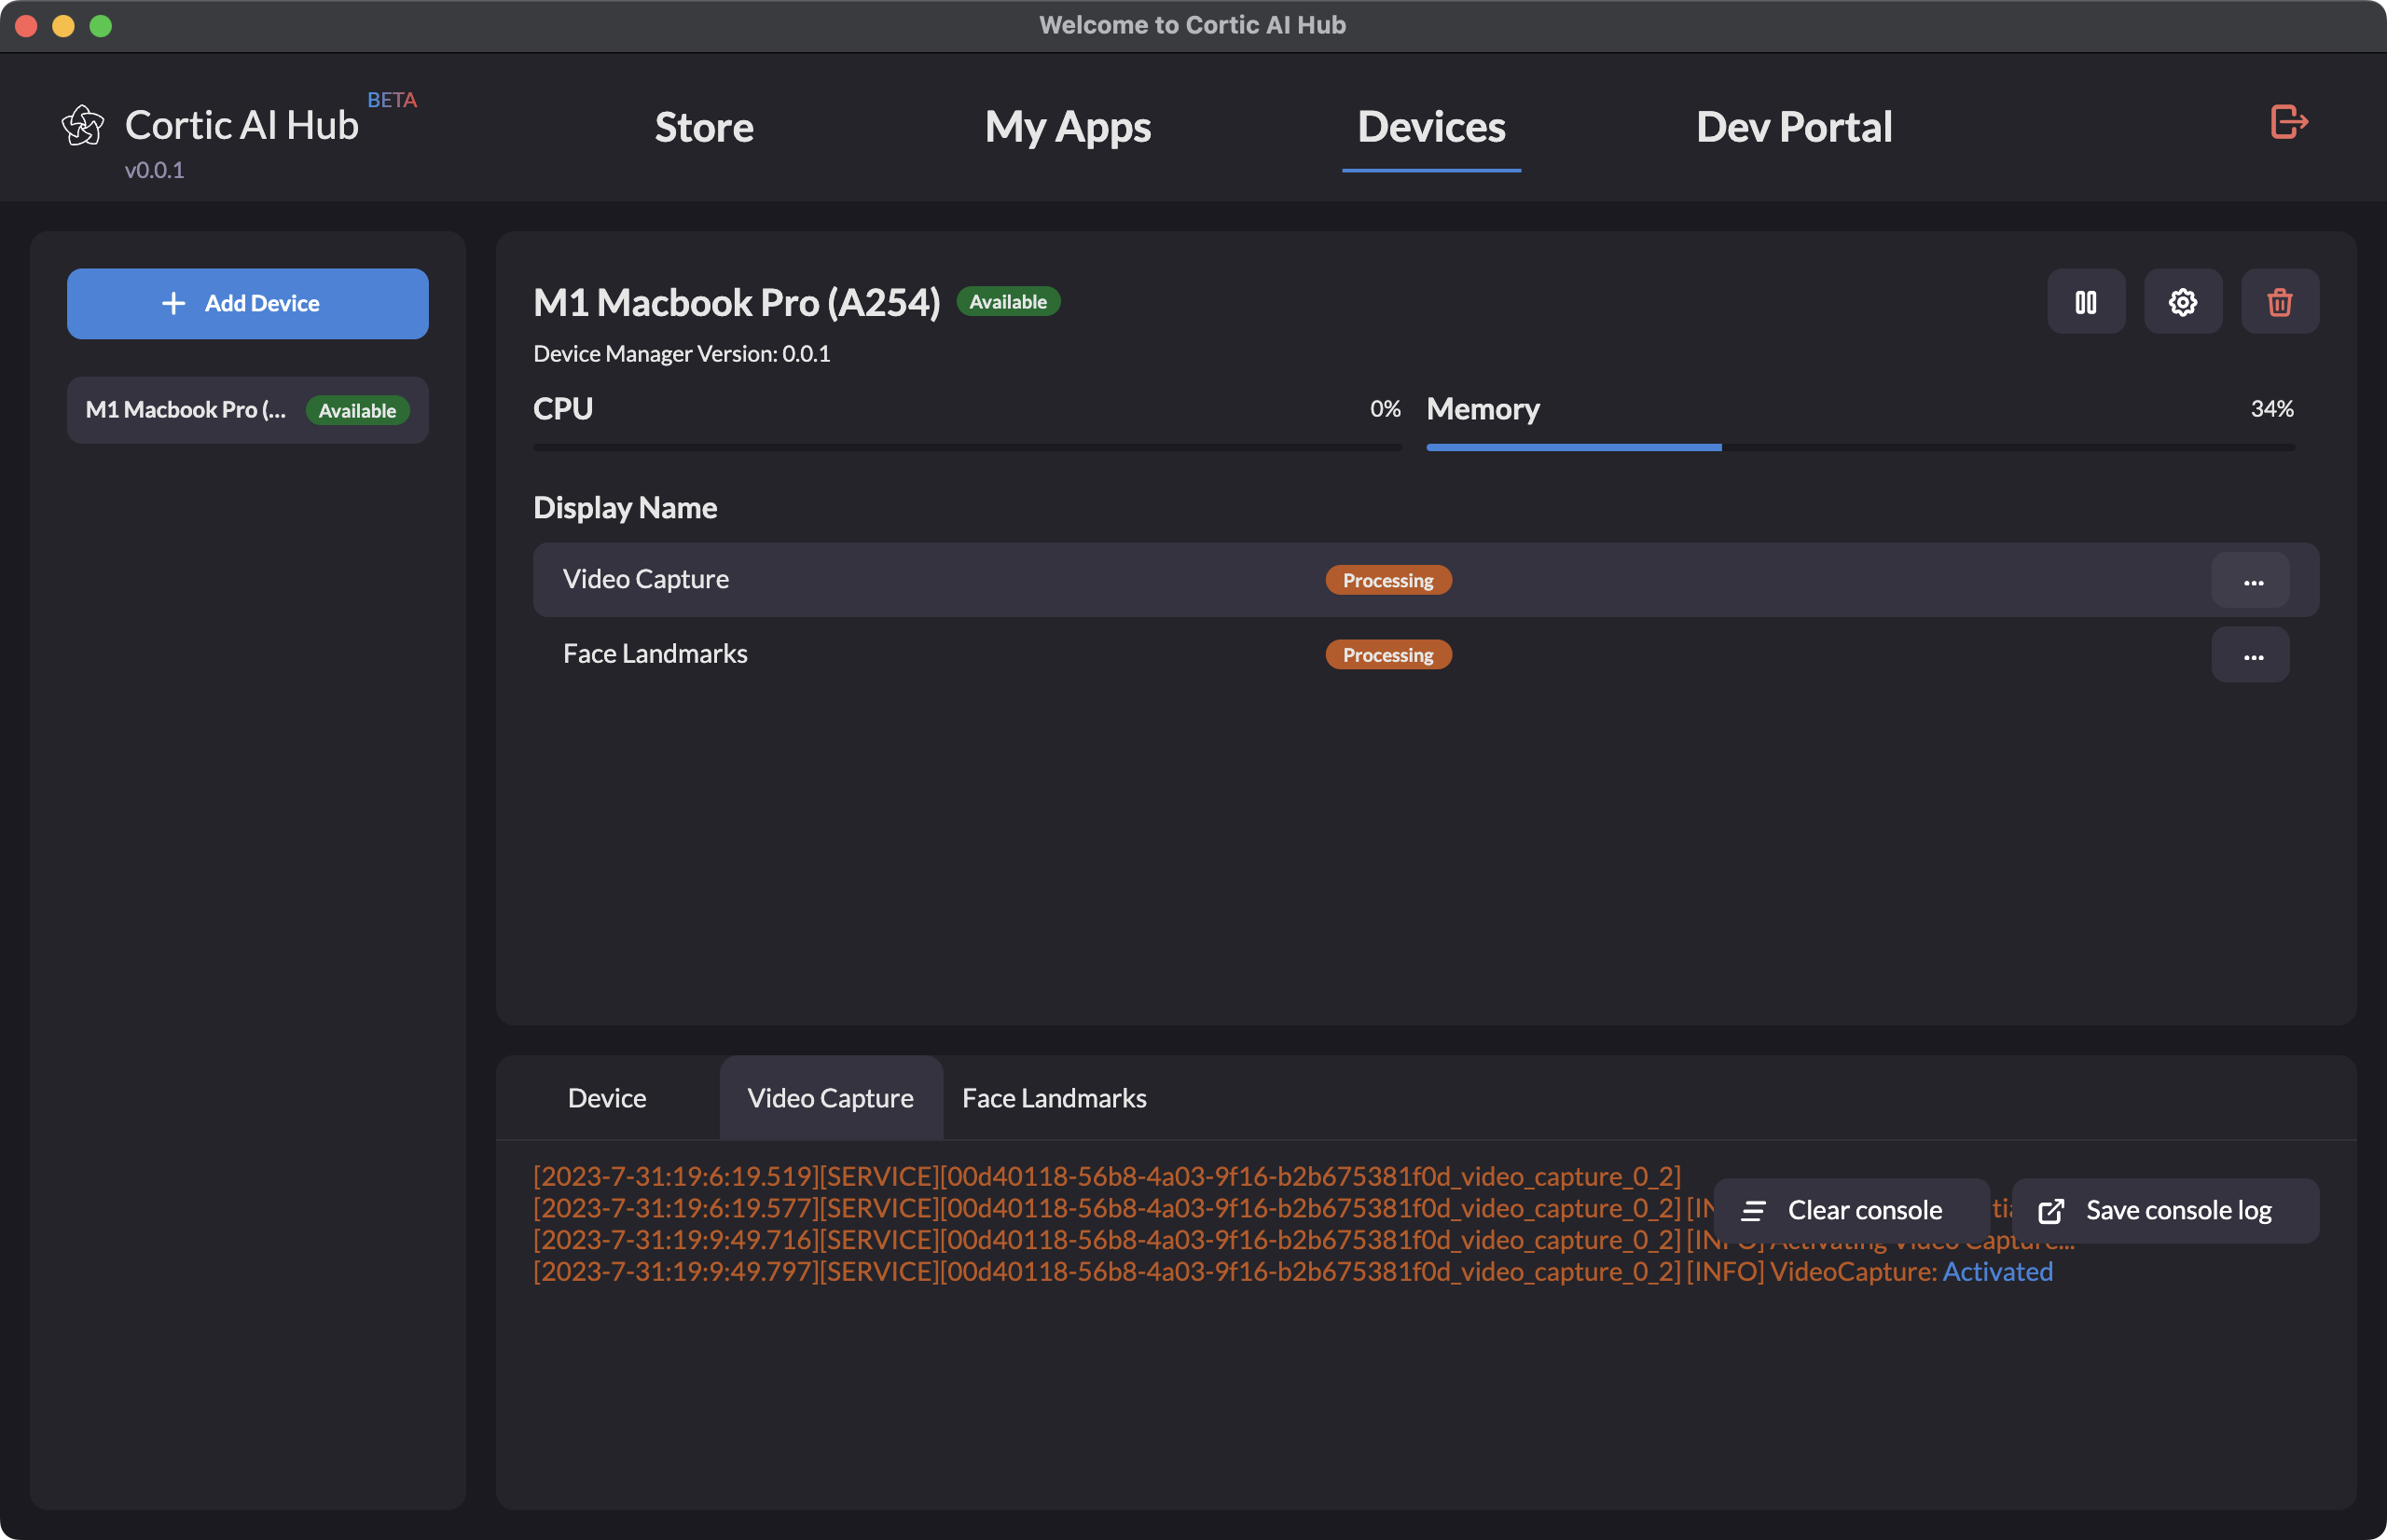 Welcome to Cortic AI Hub
Cortic AI Hub BETA
v0.0.1
Store
My Apps
Devices
Dev Portal
Add Device
M1 Macbook Pro (... Available
M1 Macbook Pro (A254) Available
Device Manager Version: 0.0.1
CPU 0% Memory 34%
Display Name
Video Capture Processing ...
Face Landmarks Processing ...
Device Video Capture Face Landmarks
[2023-7-31:19:6:19.519][SERVICE][00d40118-56b8-4a03-9f16-b2b675381f0d_video_capture_0_2]
[2023-7-31:19:6:19.577][SERVICE][00d40118-56b8-4a03-9f16-b2b675381f0d_video_capture_0_2]
Clear console
Save console log
[2023-7-31:19:9:49.716][SERVICE][00d40118-56b8-4a03-9f16-b2b675381f0d_video_capture_0_2] [INFO] Activating Video Capture...
[2023-7-31:19:9:49.797][SERVICE][00d40118-56b8-4a03-9f16-b2b675381f0d_video_capture_0_2] [INFO] VideoCapture: Activated